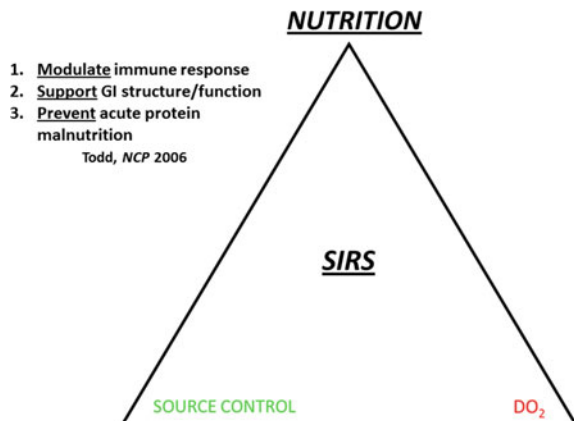 NUTRITION
1. Modulate immune response
2. Support GI structure/function
3. Prevent acute protein
malnutrition
Todd, NCP 2006
SIRS
SOURCE CONTROL
DO₂